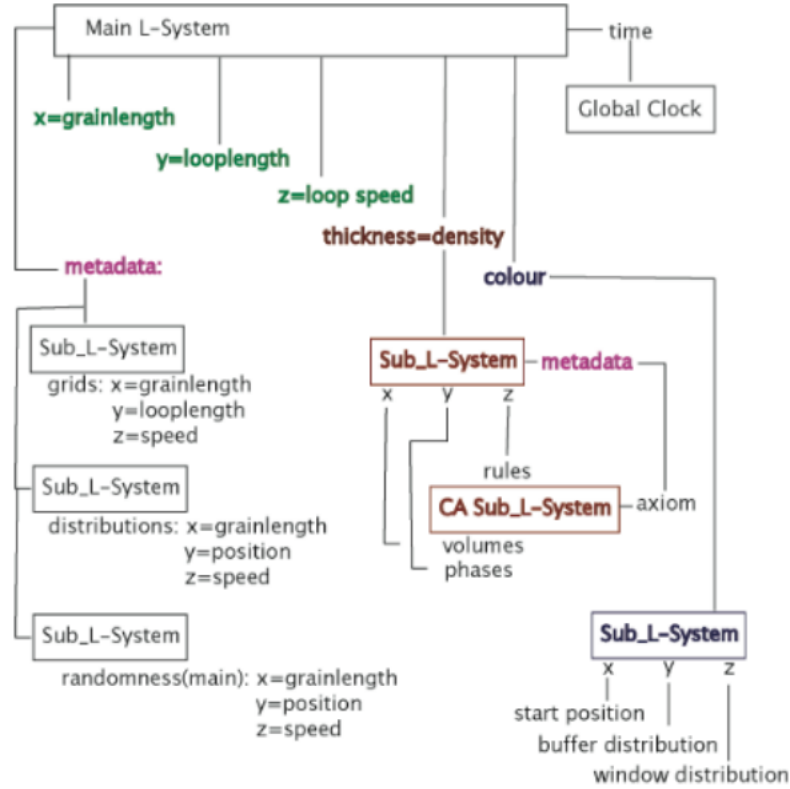 Main L-System
time
Global Clock
x=grainlength
y=looplength
z=loop speed
thickness=density
colour
metadata:
Sub_L-System
grids: x=grainlength
y=looplength
z=speed
Sub_L-System
distributions: x=grainlength
y=position
z=speed
Sub_L-System
randomness(main): x=grainlength
y=position
z=speed
Sub_L-System
metadata
x y z
rules
CA Sub_L-System
axiom
volumes
phases
Sub_L-System
x y z
start position
buffer distribution
window distribution